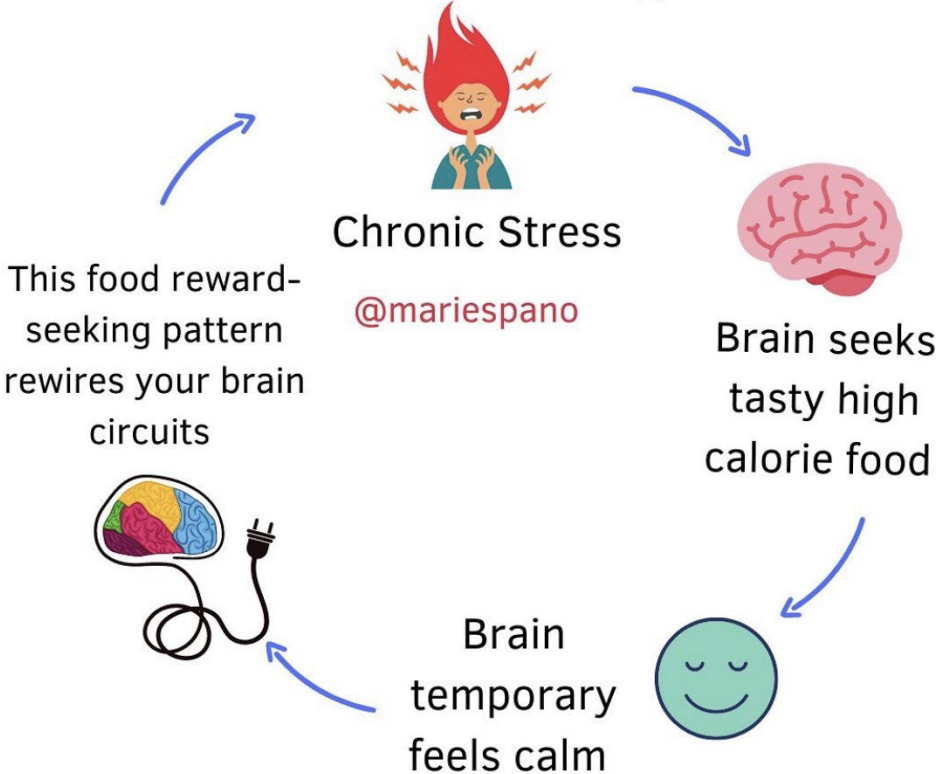 Chronic Stress
@mariespano
Brain seeks
tasty high
calorie food
Brain
temporary
feels calm
This food reward-
seeking pattern
rewires your brain
circuits